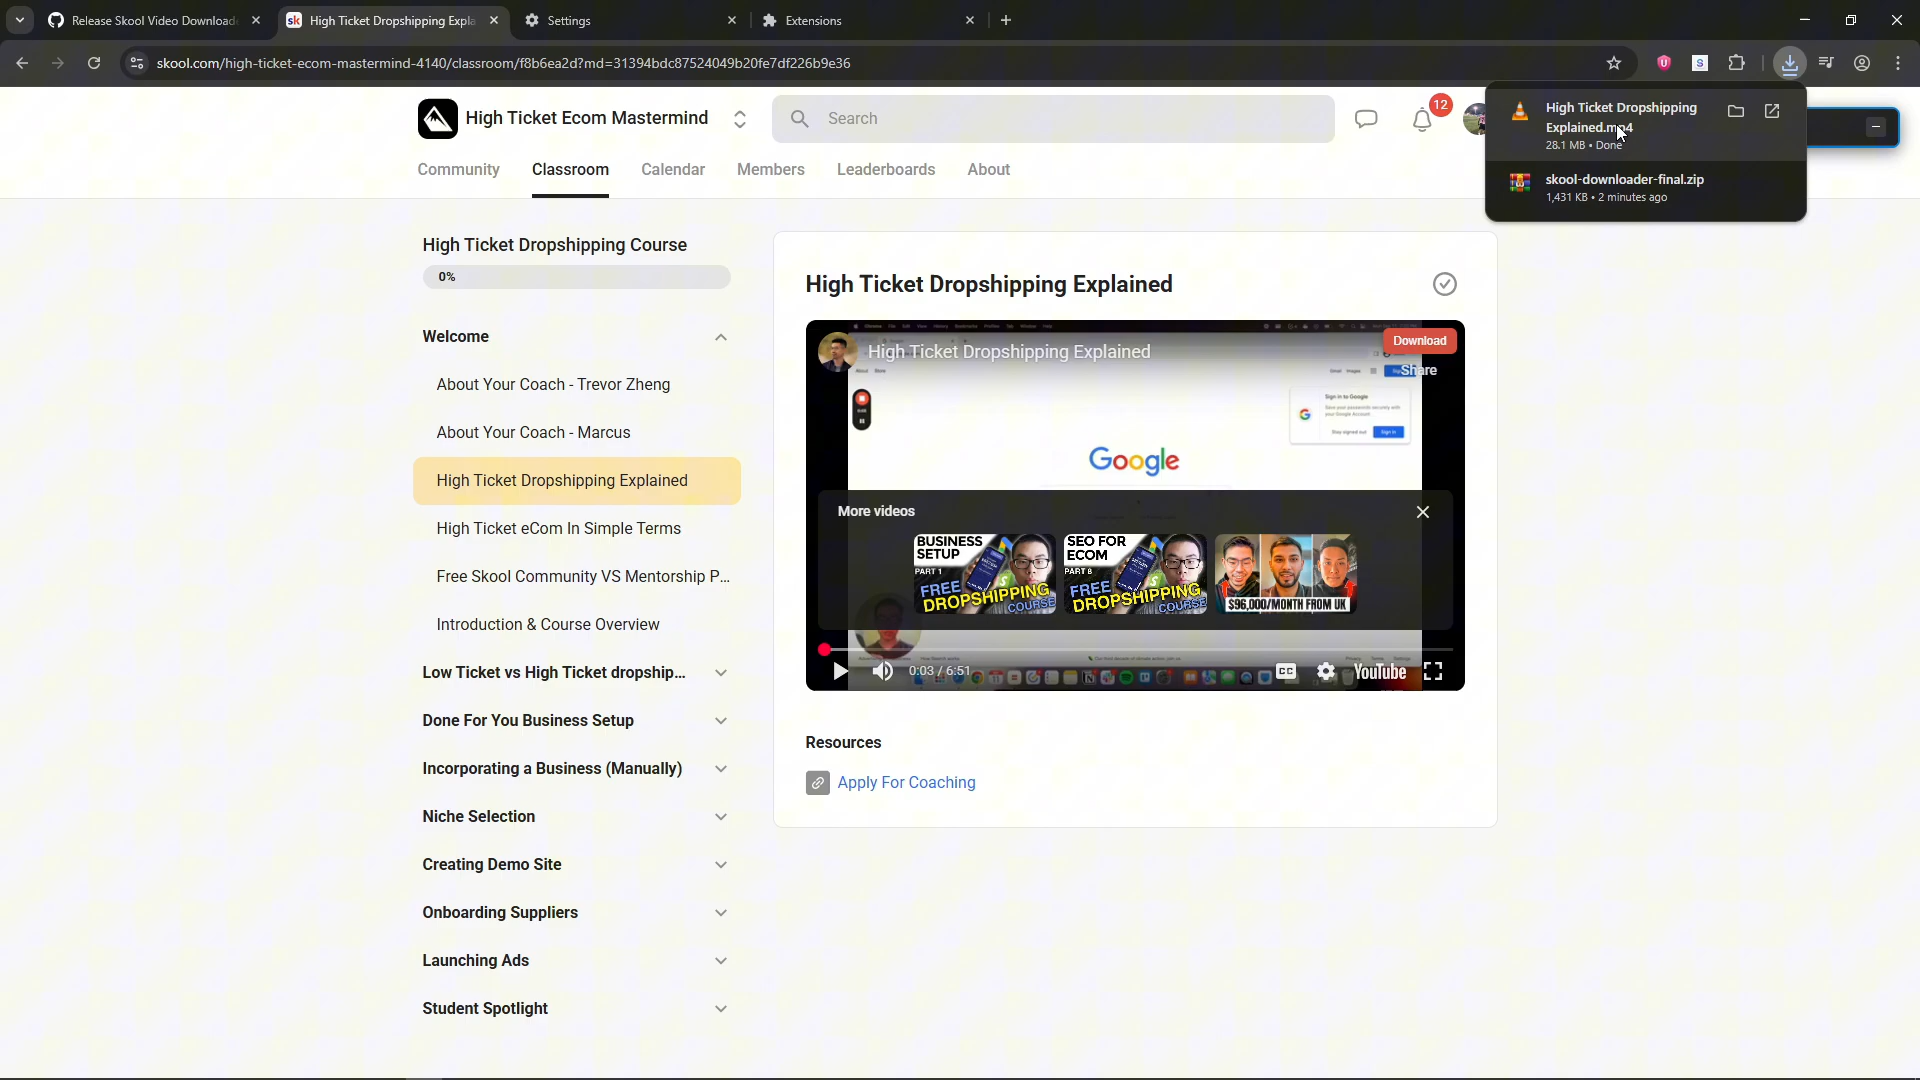 Release Skool Video Download
High Ticket Dropshipping Expla
Settings
Extensions
skool.com/high-ticket-ecom-mastermind-4140/classroom/f8b6ea2d?md=31394bdc87524049b20fe7df226b9e36
High Ticket Ecom Mastermind
Search
12
High Ticket Dropshipping
Explained.mp4
28.1 MB • Done
skool-downloader-final.zip
1,431 KB • 2 minutes ago
Community
Classroom
Calendar
Members
Leaderboards
About
High Ticket Dropshipping Course
0%
Welcome
About Your Coach - Trevor Zheng
About Your Coach - Marcus
High Ticket Dropshipping Explained
High Ticket eCom In Simple Terms
Free Skool Community VS Mentorship P...
Introduction & Course Overview
Low Ticket vs High Ticket dropship...
Done For You Business Setup
Incorporating a Business (Manually)
Niche Selection
Creating Demo Site
Onboarding Suppliers
Launching Ads
Student Spotlight
High Ticket Dropshipping Explained
High Ticket Dropshipping Explained
Download
Share
Sign in to Google
Google
More videos
BUSINESS
SETUP
PART 1
FREE
DROPSHIPPING
COURSE
SEO FOR
ECOM
PART 8
FREE
DROPSHIPPING
COURSE
$96,000/MONTH FROM UK
0:03 / 6:51
CC
YouTube
Resources
Apply For Coaching